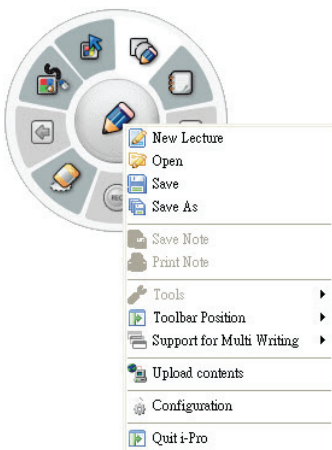 REC
New Lecture
Open
Save
Save As
Save Note
Print Note
Tools
Toolbar Position
Support for Multi Writing
Upload contents
Configuration
Quit i-Pro